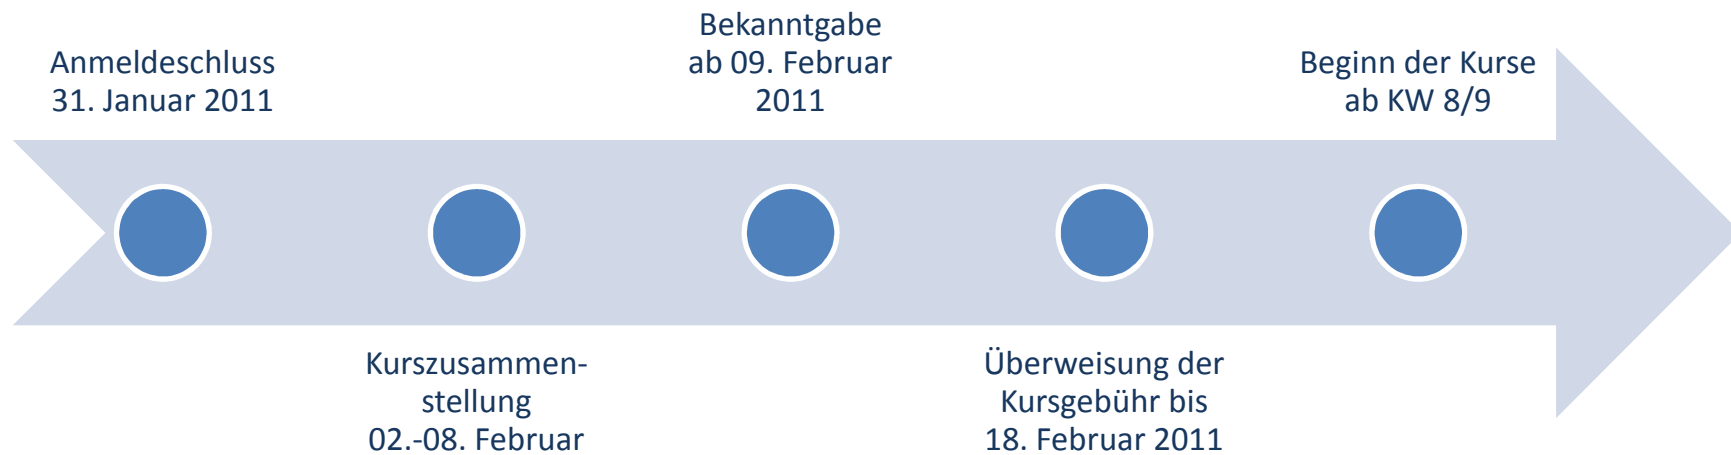 Anmeldeschluss
31. Januar 2011
Kurszusammen-
stellung
02.-08. Februar
Bekanntgabe
ab 09. Februar
2011
Überweisung der
Kursgebühr bis
18. Februar 2011
Beginn der Kurse
ab KW 8/9